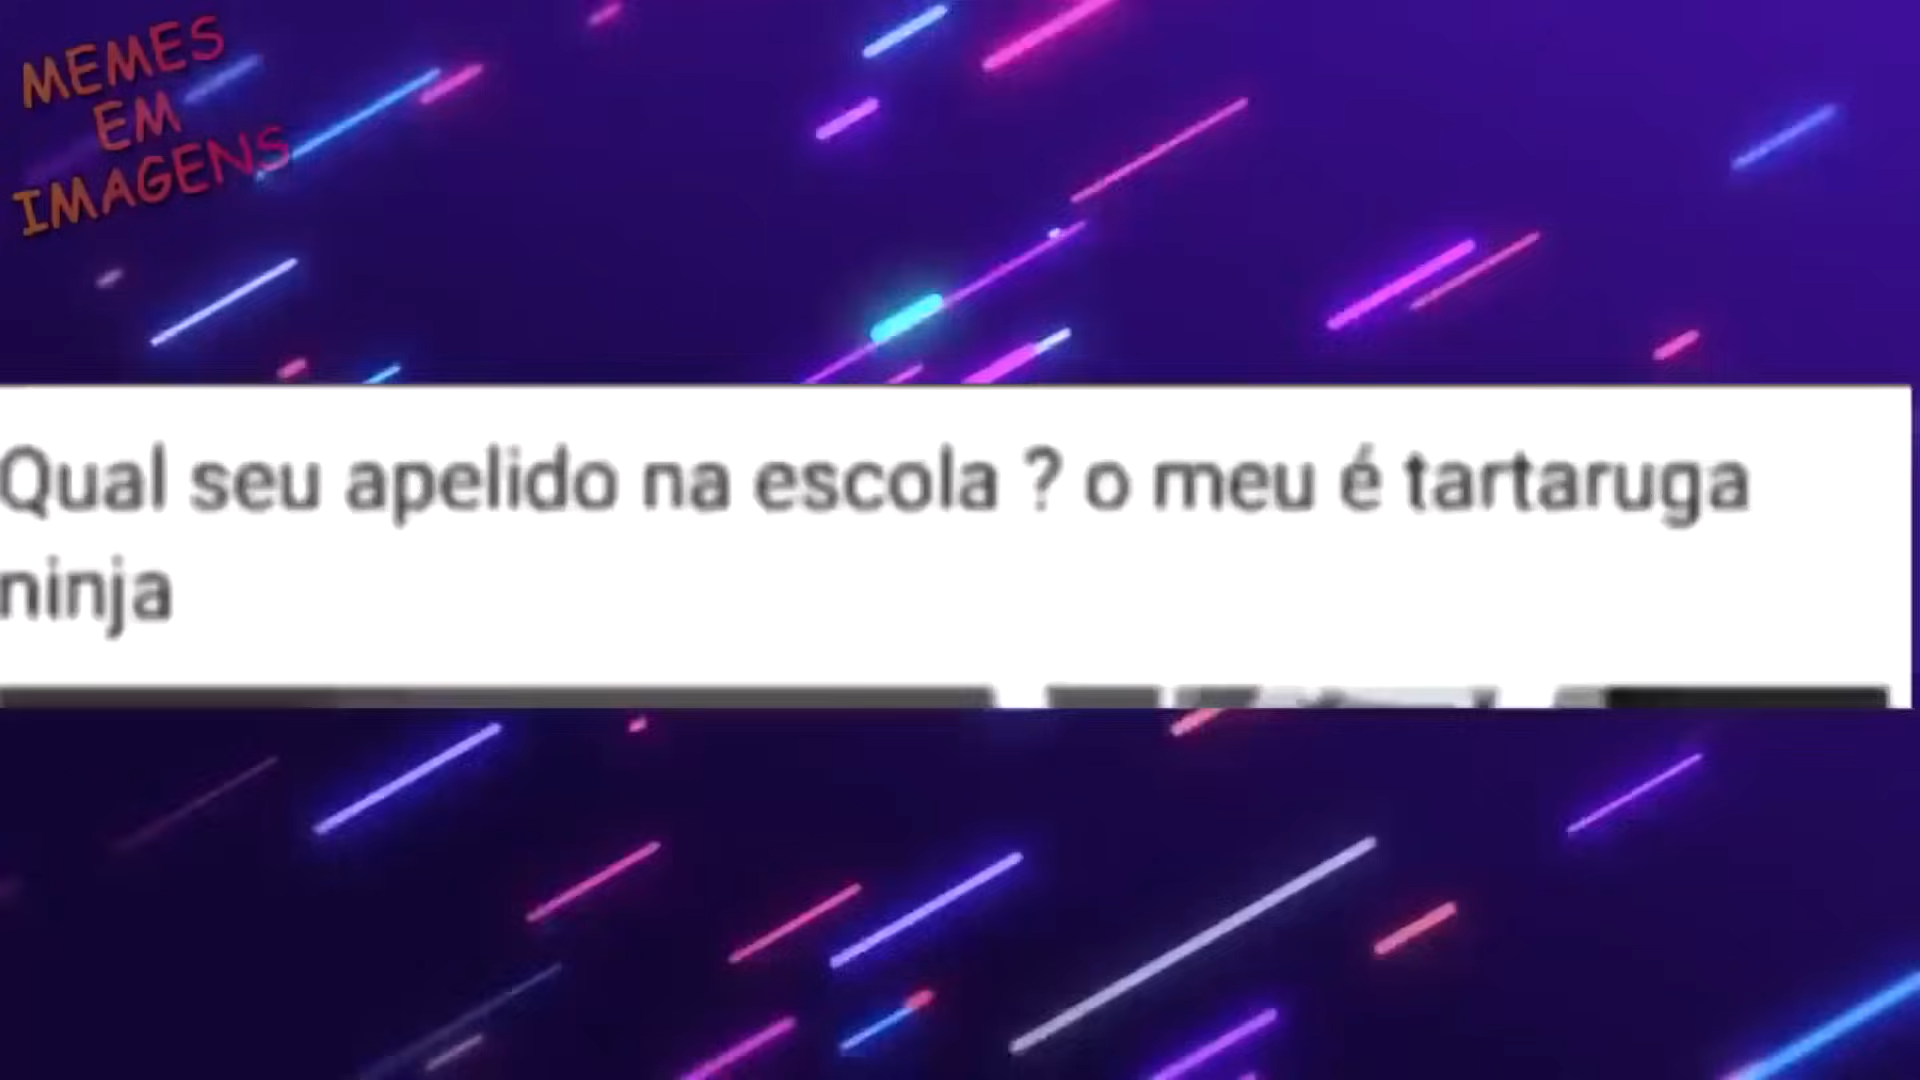 MEMES
EM
IMAGENS
Qual seu apelido na escola ? o meu é tartaruga
ninja